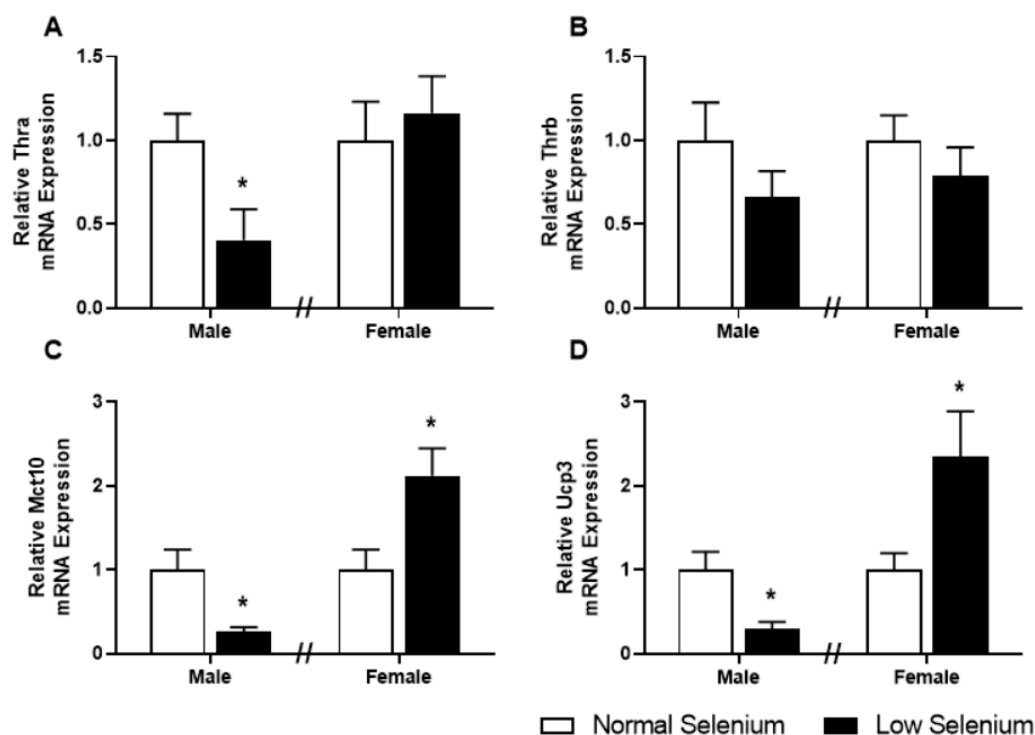 A
Relative Thra
mRNA Expression
1.5
1.0
0.5
0.0
*
Male
//
Female
B
Relative Thrb
mRNA Expression
1.5
1.0
0.5
0.0
Male
//
Female
C
Relative Mct10
mRNA Expression
3
2
1
0
*
*
Male
//
Female
D
Relative Ucp3
mRNA Expression
3
2
1
0
*
*
Male
//
Female
Normal Selenium
Low Selenium